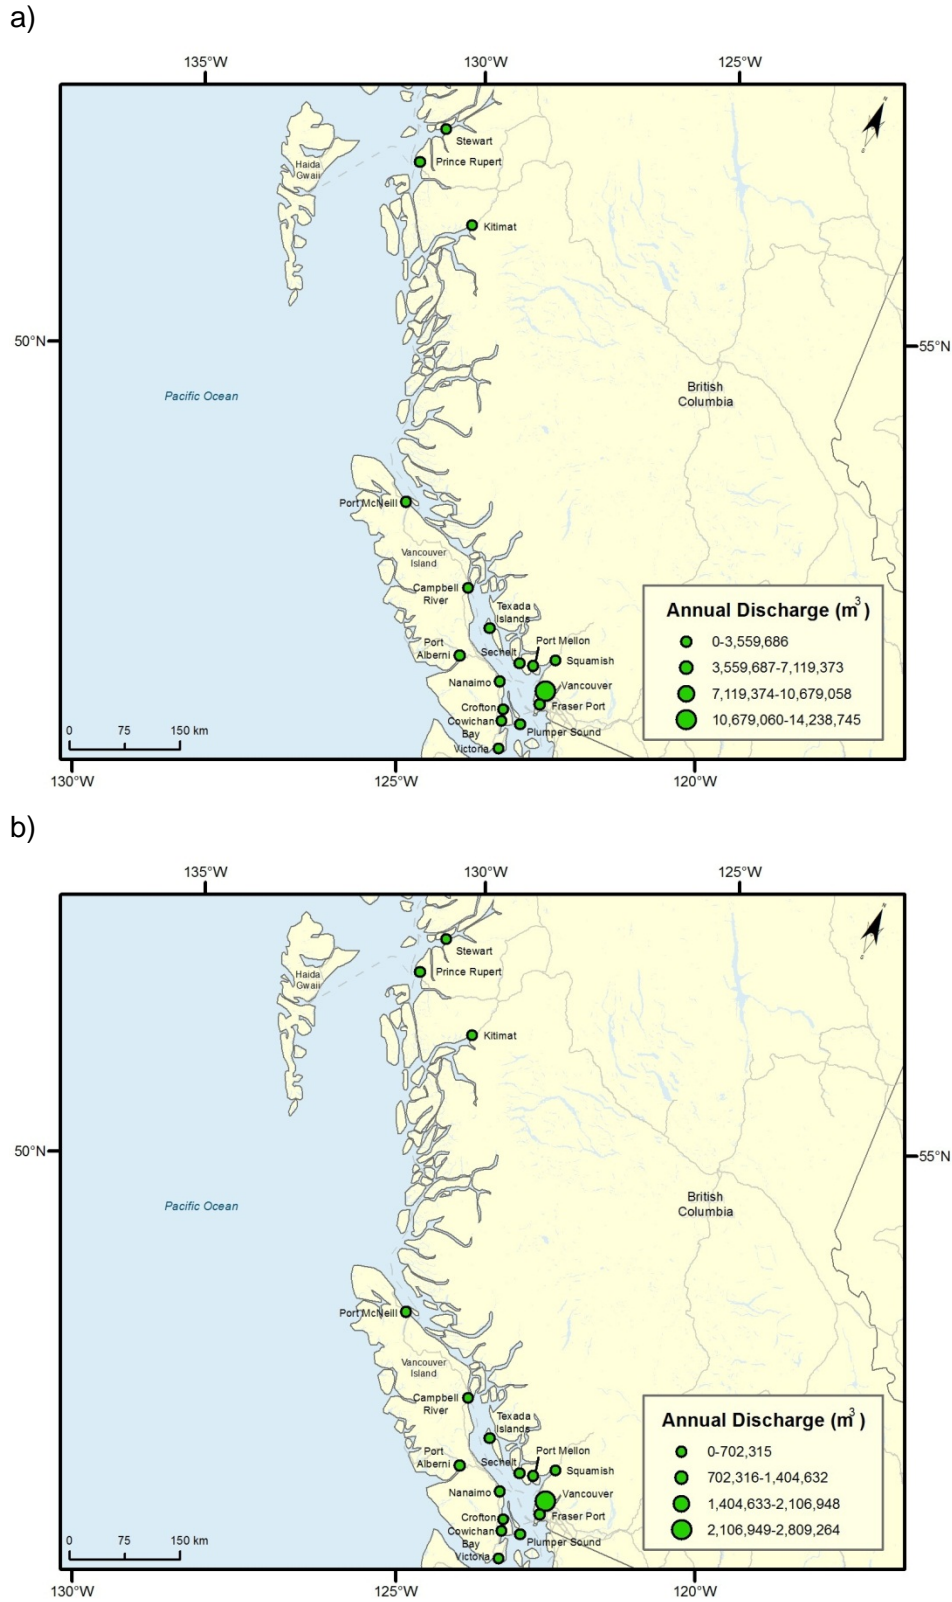 a)
135°W
130°W
125°W
Stewart
Haida
Gwaii
Prince Rupert
Kitimat
50°N
55°N
Pacific Ocean
British
Columbia
Port McNeill
Vancouver
Island
Campbell
River
Texada
Islands
Port
Alberni
Sechelt
Port Mellon
Squamish
Nanaimo
Vancouver
Crofton
Fraser Port
Cowichan
Bay
Plumper Sound
Victoria
Annual Discharge (m³)
0-3,559,686
3,559,687-7,119,373
7,119,374-10,679,058
10,679,060-14,238,745
0 75 150 km
130°W
125°W
120°W
b)
135°W
130°W
125°W
Stewart
Haida
Gwaii
Prince Rupert
Kitimat
50°N
55°N
Pacific Ocean
British
Columbia
Port McNeill
Vancouver
Island
Campbell
River
Texada
Islands
Port
Alberni
Sechelt
Port Mellon
Squamish
Nanaimo
Vancouver
Crofton
Fraser Port
Cowichan
Bay
Plumper Sound
Victoria
Annual Discharge (m³)
0-702,315
702,316-1,404,632
1,404,633-2,106,948
2,106,949-2,809,264
0 75 150 km
130°W
125°W
120°W